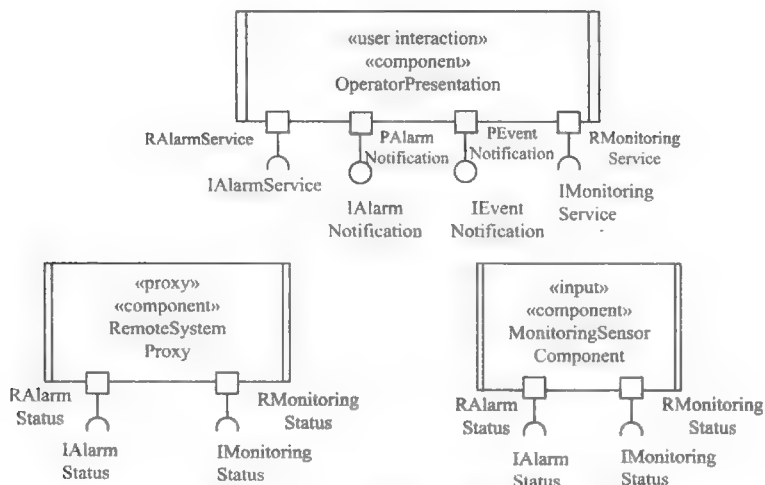 «user interaction»
«component»
OperatorPresentation
RAlarmService
PAlarm
Notification
PEvent
Notification
RMonitoring
Service
IAlarmService
IAlarm
Notification
IEvent
Notification
IMonitoring
Service
«proxy»
«component»
RemoteSystem
Proxy
RAlarm
Status
RMonitoring
Status
IAlarm
Status
IMonitoring
Status
«input»
«component»
MonitoringSensor
Component
RAlarm
Status
RMonitoring
Status
IAlarm
Status
IMonitoring
Status